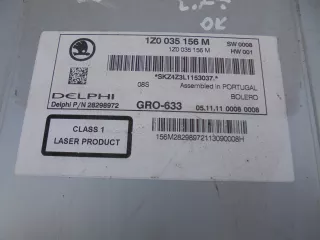 OK
1Z0 035 156 M
1Z0 035 156 M
SW 0008
HW 001
*SKZ4Z3L1153037.*
08S
Assembled in PORTUGAL
BOLERO
DELPHI
Delphi P/N 28298972
GRO-633
05.11.11 0008 0008
CLASS 1
LASER PRODUCT
156M28298972113090008H